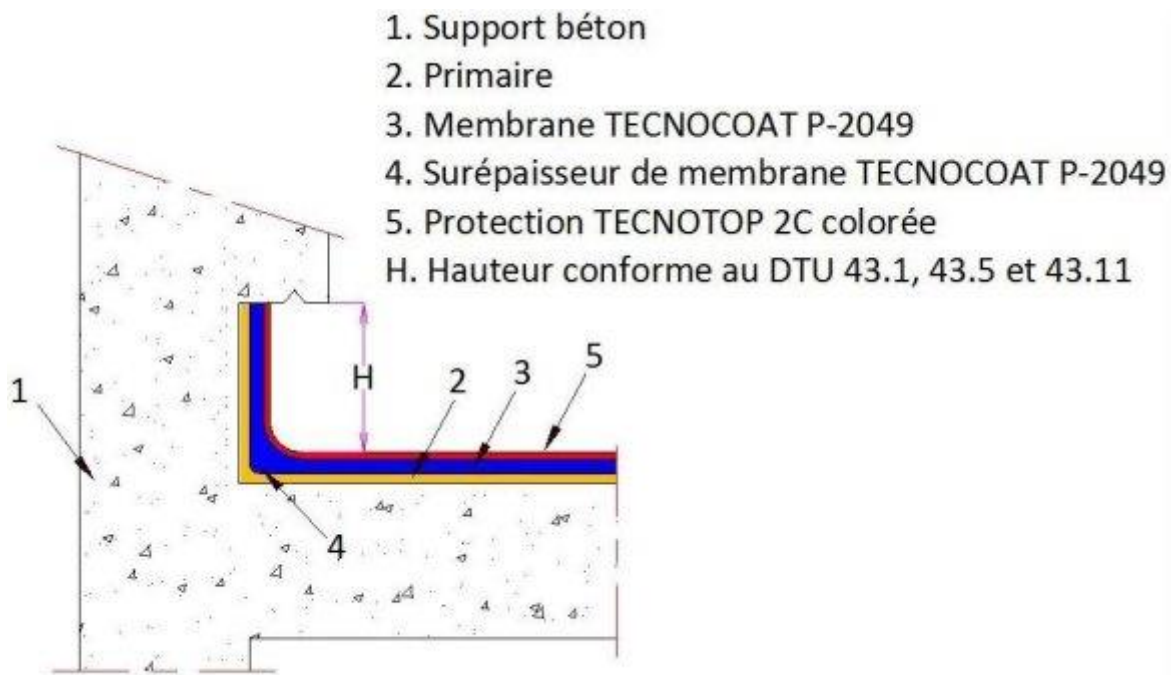 1. Support béton
2. Primaire
3. Membrane TECNOCOAT P-2049
4. Surépaisseur de membrane TECNOCOAT P-2049
5. Protection TECNOTOP 2C colorée
H. Hauteur conforme au DTU 43.1, 43.5 et 43.11
1
H
2
3
5
4